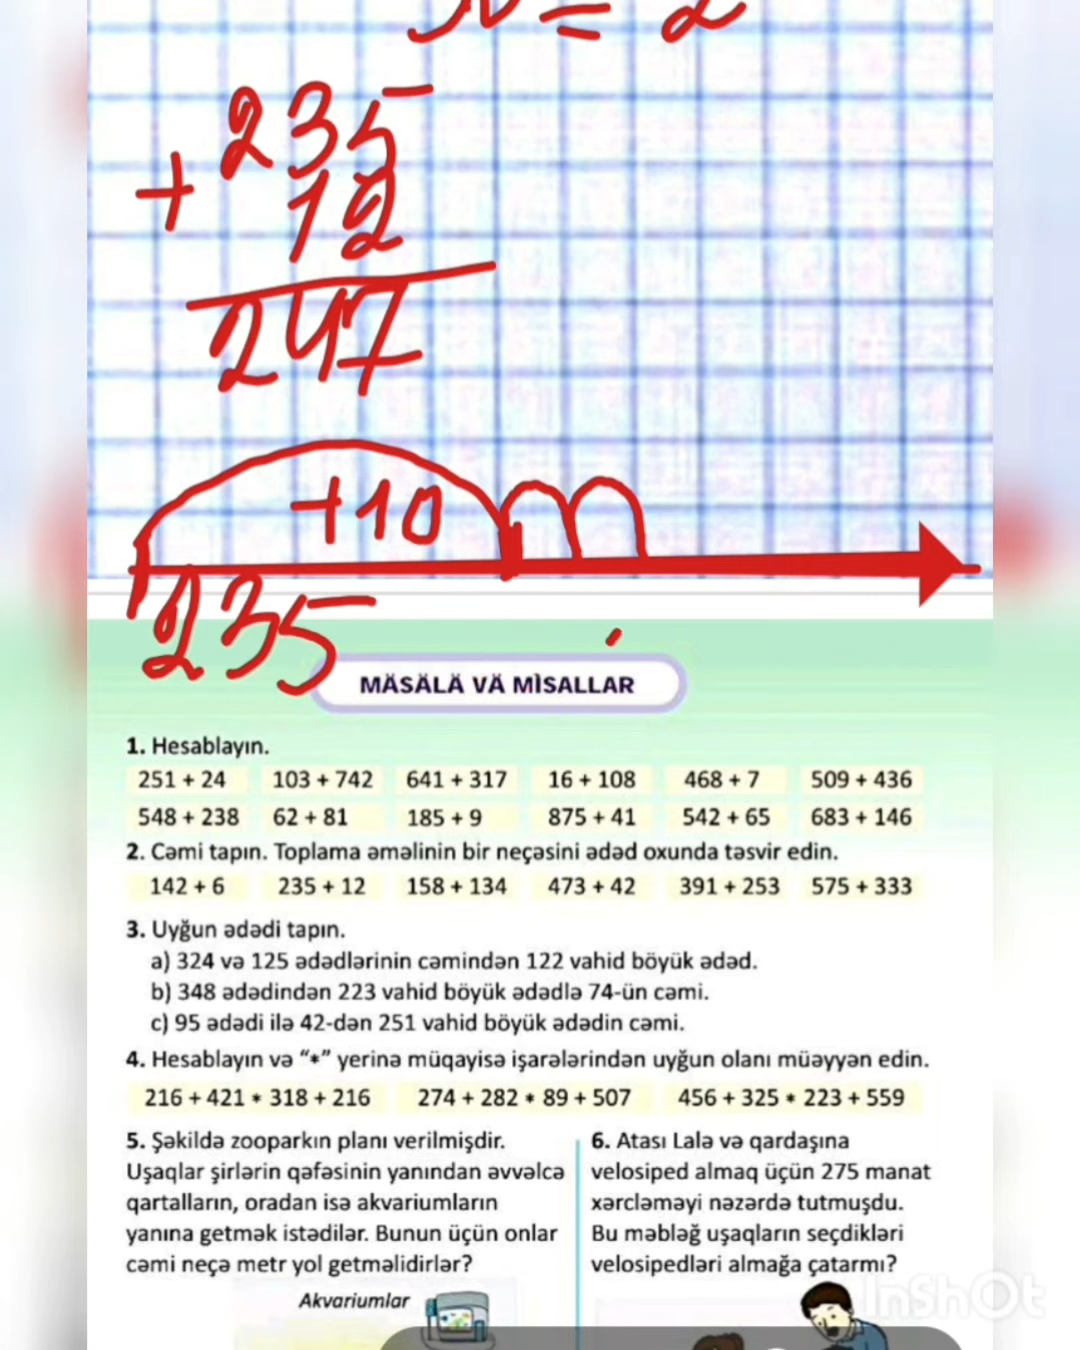 = 2
235
+ 12
247
+10
235
MÄSÄLÄ VÄ MÌSALLAR
1. Hesablayın.
251 + 24 103 + 742 641 + 317 16 + 108 468 + 7 509 + 436
548 + 238 62 + 81 185 + 9 875 + 41 542 + 65 683 + 146
2. Cəmi tapın. Toplama əməlinin bir neçəsini ədəd oxunda təsvir edin.
142 + 6 235 + 12 158 + 134 473 + 42 391 + 253 575 + 333
3. Uyğun ədədi tapın.
a) 324 və 125 ədədlərinin cəmindən 122 vahid böyük ədəd.
b) 348 ədədindən 223 vahid böyük ədədlə 74-ün cəmi.
c) 95 ədədi ilə 42-dən 251 vahid böyük ədədin cəmi.
4. Hesablayın və “*” yerinə müqayisə işarələrindən uyğun olanı müəyyən edin.
216 + 421 * 318 + 216 274 + 282 * 89 + 507 456 + 325 * 223 + 559
5. Şəkildə zooparkın planı verilmişdir.
Uşaqlar şirlərin qəfəsinin yanından əvvəlcə
qartalların, oradan isə akvariumların
yanına getmək istədilər. Bunun üçün onlar
cəmi neçə metr yol getməlidirlər?
Akvariumlar
6. Atası Lalə və qardaşına
velosiped almaq üçün 275 manat
xərcləməyi nəzərdə tutmuşdu.
Bu məbləğ uşaqların seçdikləri
velosipedləri almağa çatarmı?
InShOt